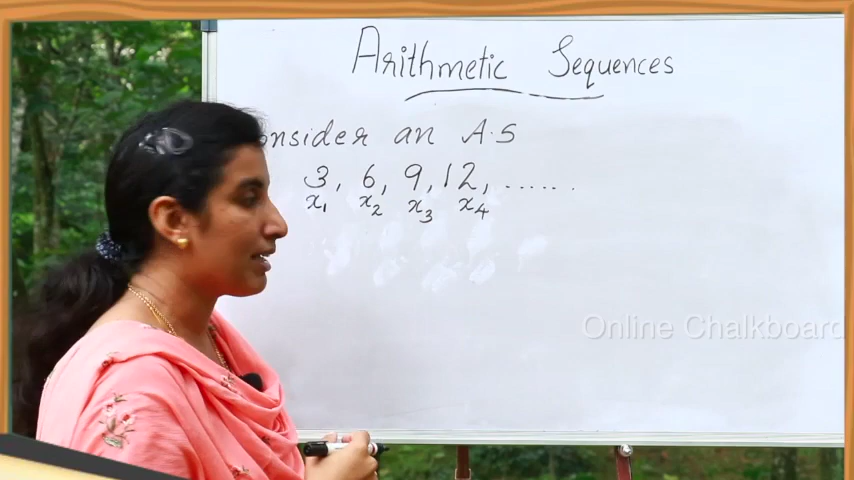 Arithmetic Sequences
onsider an A.S
3, 6, 9, 12, ......
x₁ x₂ x₃ x₄
Online Chalkboard